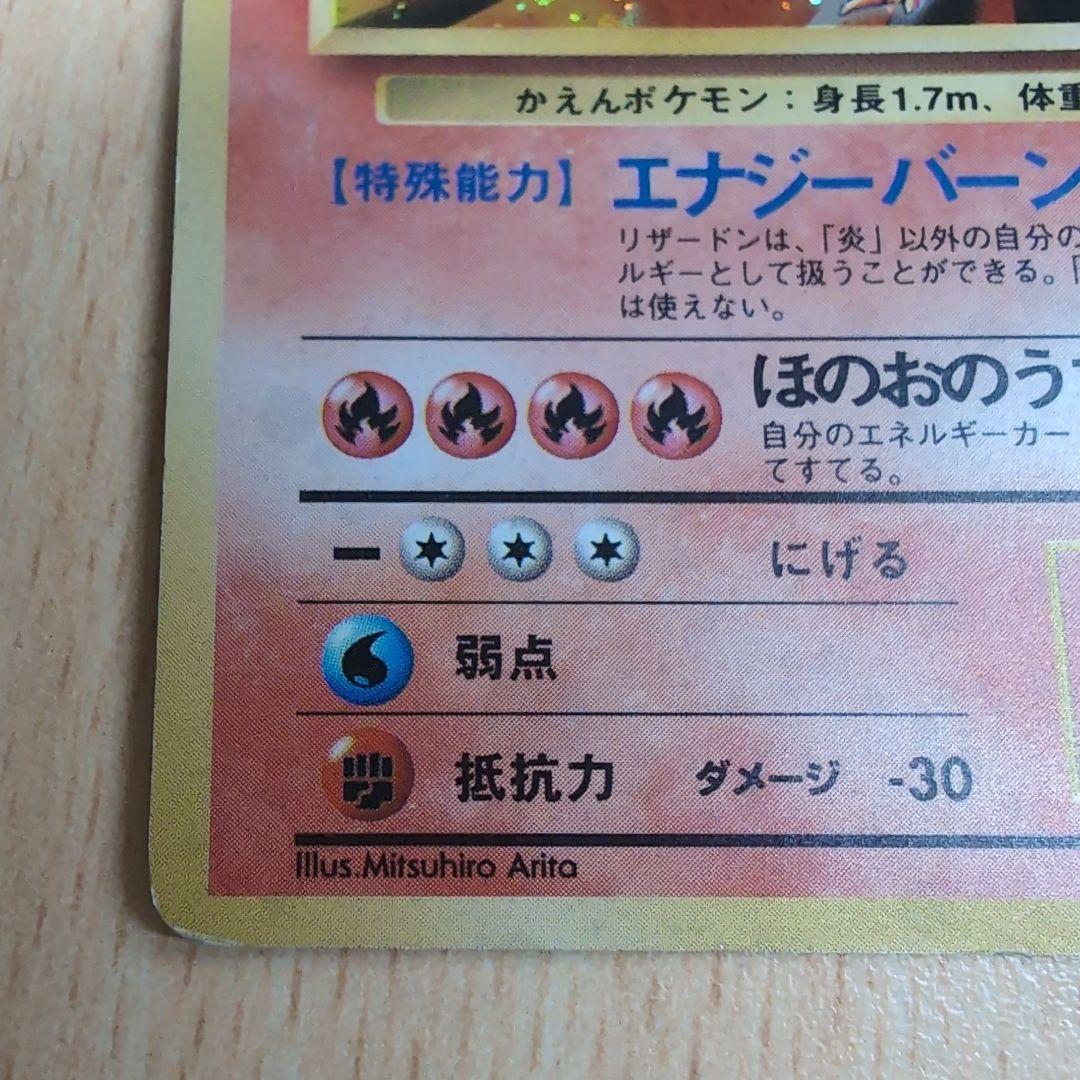 かえんポケモン：身長1.7m、体重
【特殊能力】 エナジーバーン
リザードンは、「炎」以外の自分の
ルギーとして扱うことができる。「
は使えない。
ほのおのう
自分のエネルギーカー
てすてる。
にげる
弱点
抵抗力 ダメージ -30
Illus.Mitsuhiro Arita